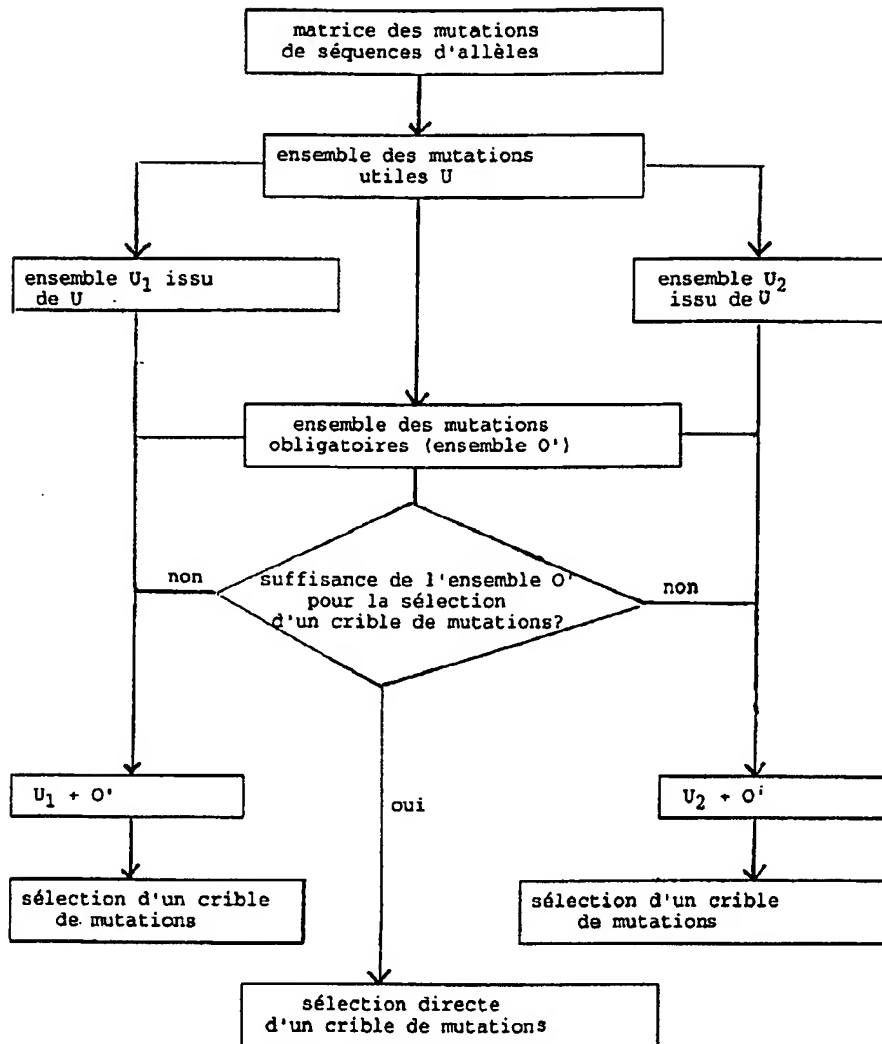 matrice des mutations
de séquences d'allèles
ensemble des mutations
utiles U
ensemble U1 issu
de U
ensemble U2
issu de U
ensemble des mutations
obligatoires (ensemble O')
non
suffisance de l'ensemble O'
pour la sélection
d'un crible de mutations?
non
U1 + O'
oui
U2 + O'
sélection d'un crible
de mutations
sélection d'un crible
de mutations
sélection directe
d'un crible de mutations